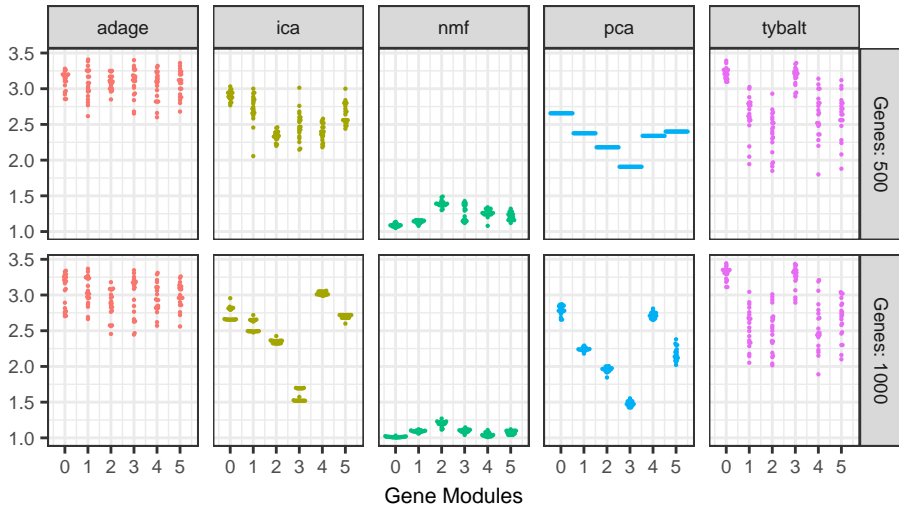 adage ica nmf pca tybalt
3.5
3.0
2.5
2.0
1.5
1.0
Genes: 500
3.5
3.0
2.5
2.0
1.5
1.0
Genes: 1000
0 1 2 3 4 5 0 1 2 3 4 5 0 1 2 3 4 5 0 1 2 3 4 5 0 1 2 3 4 5
Gene Modules